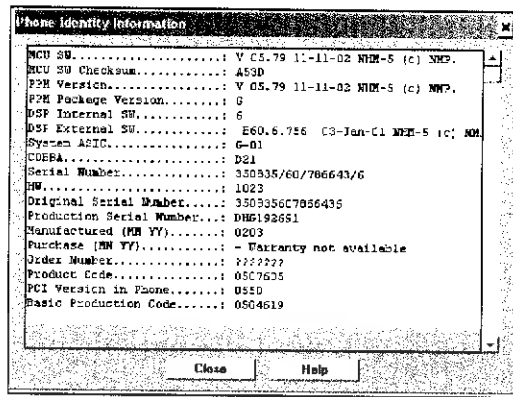 Phone Identity Information
MCU SW..................: V 05.79 11-11-02 NHM-5 (c) NMP.
MCU SW Checksum.........: A53D
PPM Version.............: V 05.79 11-11-02 NHM-5 (c) NMP.
PPM Package Version.....: G
DSP Internal SW.........: 6
DSP External SW.........: E60.6.756 03-Jan-01 NHM-5 (c) NM
System ASIC.............: G-01
COBBA...................: D21
Serial Number...........: 350835/60/786643/6
HW......................: 1023
Original Serial Number..: 350835607866436
Production Serial Number...: DHG192651
Manufactured (MM YY).......: 0203
Purchase (MM YY)...........: - Warranty not available
Order Number............: ???????
Product Code............: 0507635
PCI Version in Phone.......: 0550
Basic Production Code......: 0504619
Close Help